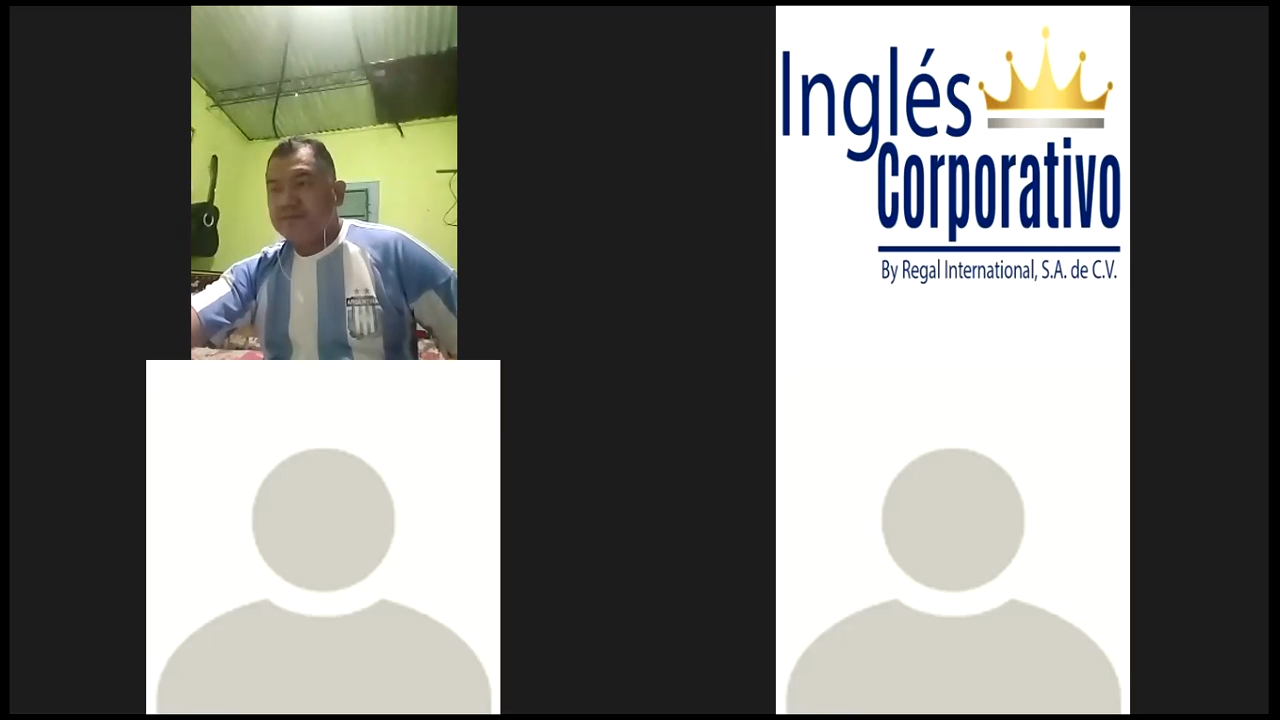 Inglés
Corporativo
By Regal International, S.A. de C.V.
ARGENTINA